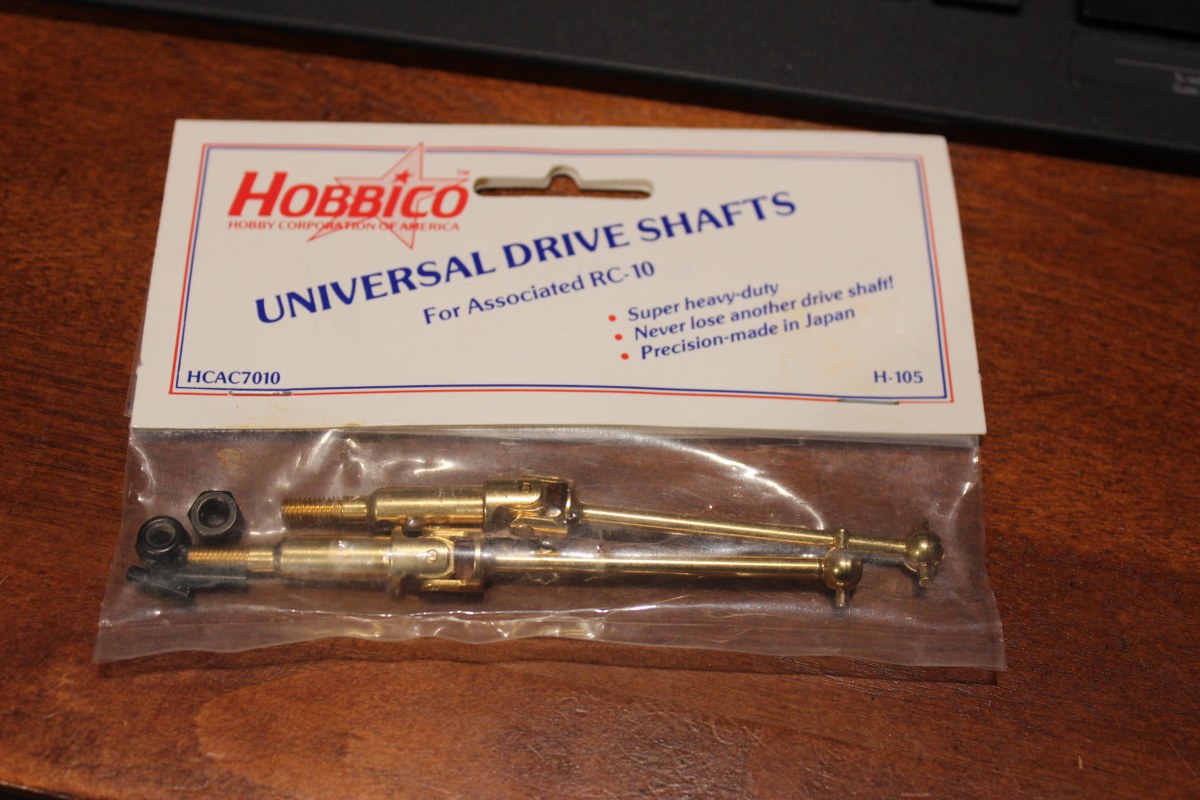 HOBBICO™
HOBBY CORPORATION OF AMERICA
UNIVERSAL DRIVE SHAFTS
For Associated RC-10
• Super heavy-duty
• Never lose another drive shaft!
• Precision-made in Japan
HCAC7010
H-105